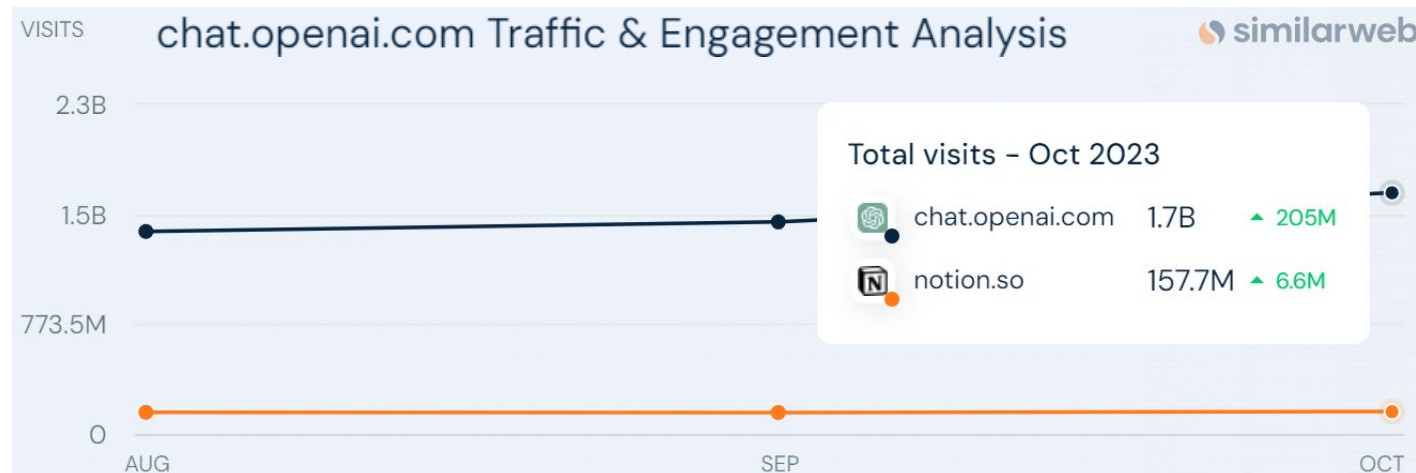 VISITS
chat.openai.com Traffic & Engagement Analysis
similarweb
2.3B
Total visits - Oct 2023
1.5B
chat.openai.com 1.7B ▲ 205M
notion.so 157.7M ▲ 6.6M
773.5M
0
AUG SEP OCT